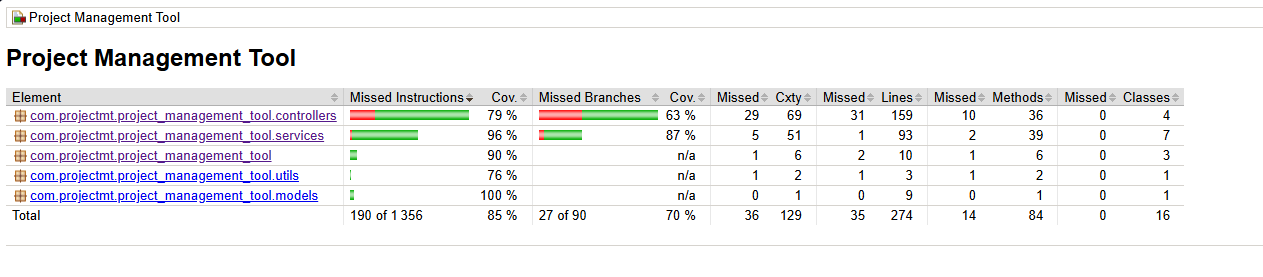 Project Management Tool
Project Management Tool
Element Missed Instructions Cov. Missed Branches Cov. Missed Cxty Missed Lines Missed Methods Missed Classes
com.projectmt.project_management_tool.controllers 79 % 63 % 29 69 31 159 10 36 0 4
com.projectmt.project_management_tool.services 96 % 87 % 5 51 1 93 2 39 0 7
com.projectmt.project_management_tool 90 % n/a 1 6 2 10 1 6 0 3
com.projectmt.project_management_tool.utils 76 % n/a 1 2 1 3 1 2 0 1
com.projectmt.project_management_tool.models 100 % n/a 0 1 0 9 0 1 0 1
Total 190 of 1 356 85 % 27 of 90 70 % 36 129 35 274 14 84 0 16